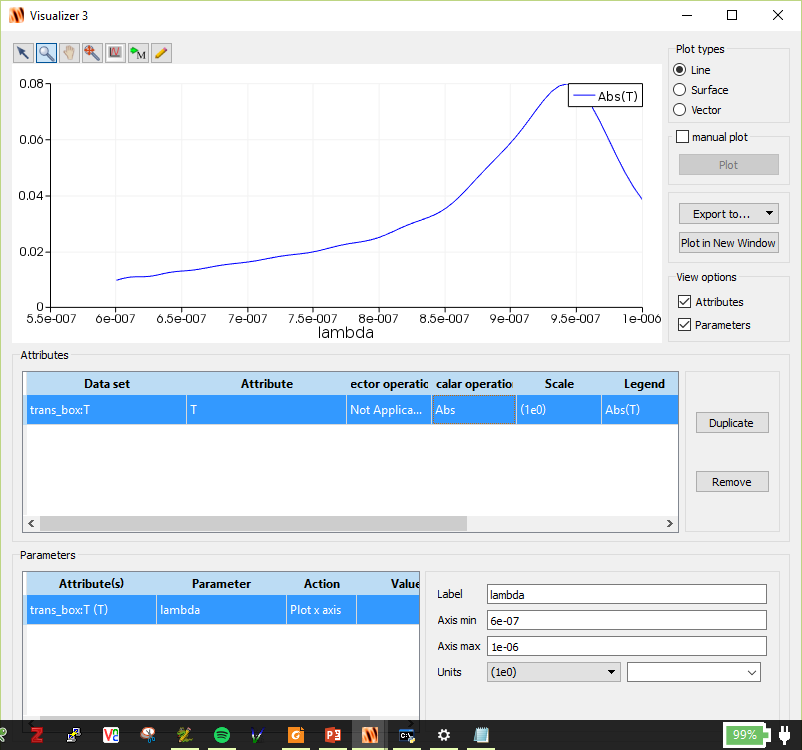 Visualizer 3
M
Plot types
Line
Surface
Vector
manual plot
Plot
Export to...
Plot in New Window
View options
Attributes
Parameters
0.08
0.06
0.04
0.02
0
Abs(T)
5.5e-007 6e-007 6.5e-007 7e-007 7.5e-007 8e-007 8.5e-007 9e-007 9.5e-007 1e-006
lambda
Attributes
Data set Attribute ector operatic calar operation Scale Legend
trans_box:T T Not Applica... Abs (1e0) Abs(T)
Duplicate
Remove
Parameters
Attribute(s) Parameter Action Value
trans_box:T (T) lambda Plot x axis
Label lambda
Axis min 6e-07
Axis max 1e-06
Units (1e0)
99%